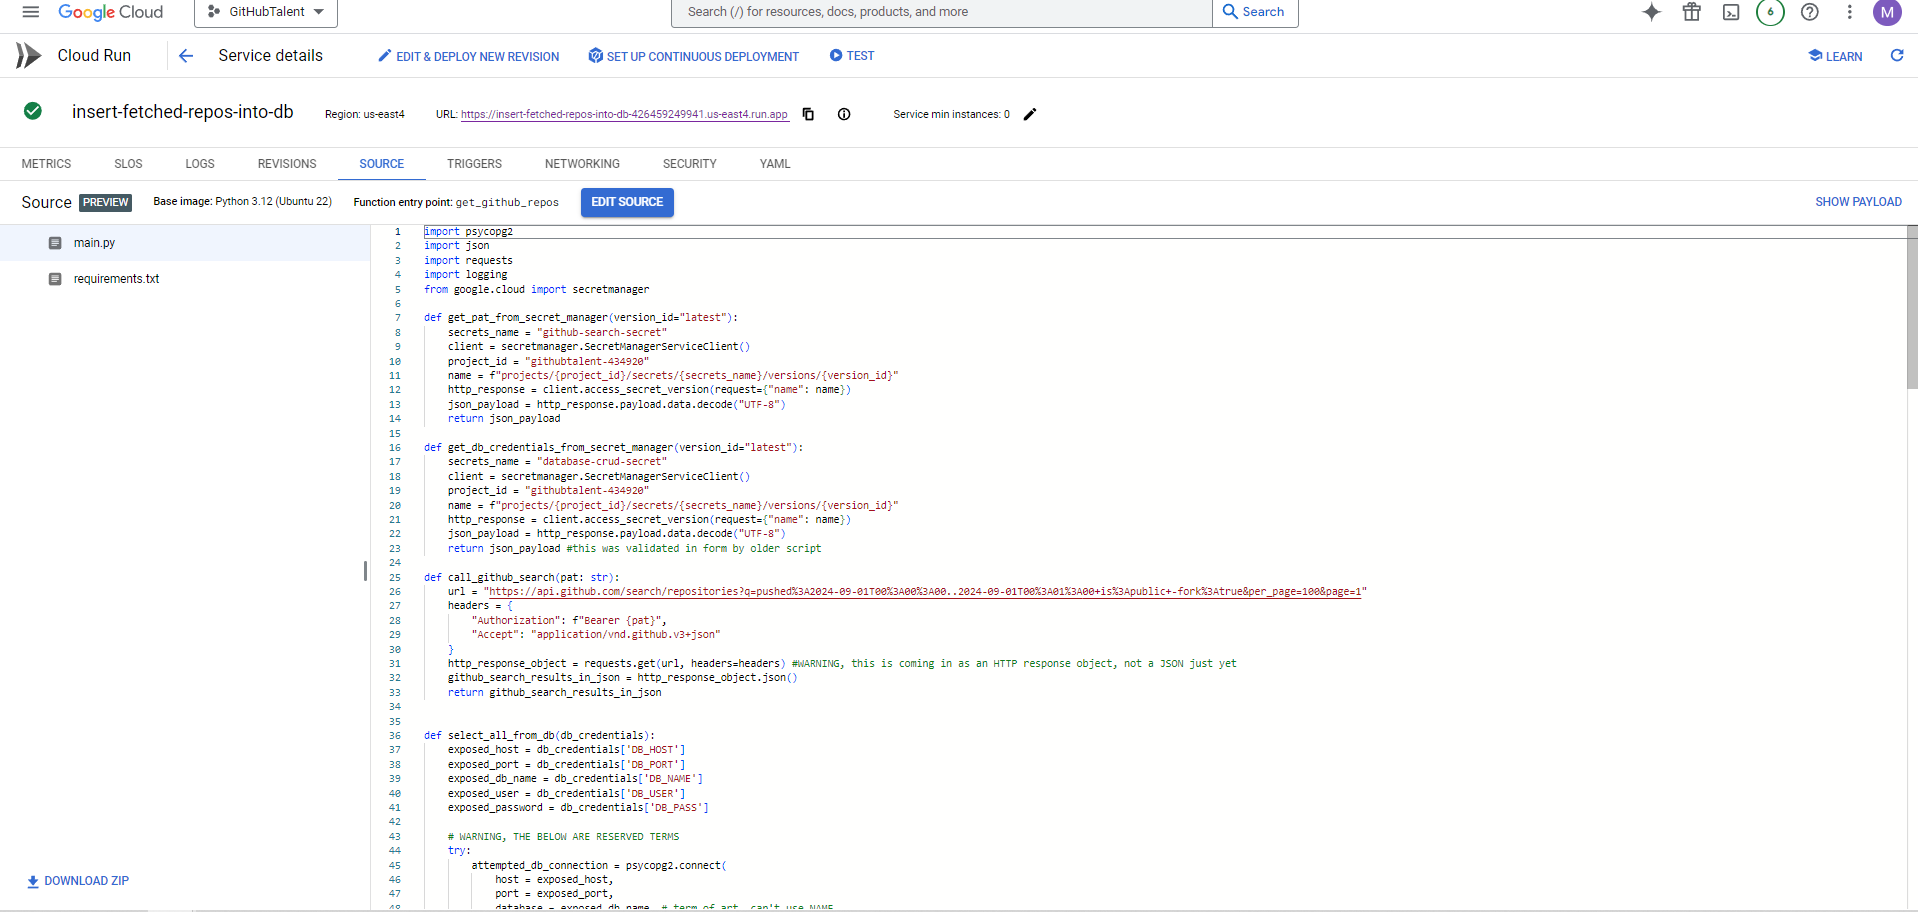 Google Cloud
GitHubTalent
Search (/) for resources, docs, products, and more
Search
6
M
Cloud Run
Service details
EDIT & DEPLOY NEW REVISION
SET UP CONTINUOUS DEPLOYMENT
TEST
LEARN
insert-fetched-repos-into-db
Region: us-east4
URL: https://insert-fetched-repos-into-db-426459249941.us-east4.run.app
Service min instances: 0
METRICS
SLOS
LOGS
REVISIONS
SOURCE
TRIGGERS
NETWORKING
SECURITY
YAML
Source PREVIEW
Base image: Python 3.12 (Ubuntu 22)
Function entry point: get_github_repos
EDIT SOURCE
SHOW PAYLOAD
main.py
requirements.txt
DOWNLOAD ZIP
1 import psycopg2
2 import json
3 import requests
4 import logging
5 from google.cloud import secretmanager
6
7 def get_pat_from_secret_manager(version_id="latest"):
8 secrets_name = "github-search-secret"
9 client = secretmanager.SecretManagerServiceClient()
10 project_id = "githubtalent-434920"
11 name = f"projects/{project_id}/secrets/{secrets_name}/versions/{version_id}"
12 http_response = client.access_secret_version(request={"name": name})
13 json_payload = http_response.payload.data.decode("UTF-8")
14 return json_payload
15
16 def get_db_credentials_from_secret_manager(version_id="latest"):
17 secrets_name = "database-crud-secret"
18 client = secretmanager.SecretManagerServiceClient()
19 project_id = "githubtalent-434920"
20 name = f"projects/{project_id}/secrets/{secrets_name}/versions/{version_id}"
21 http_response = client.access_secret_version(request={"name": name})
22 json_payload = http_response.payload.data.decode("UTF-8")
23 return json_payload #this was validated in form by older script
24
25 def call_github_search(pat: str):
26 url = "https://api.github.com/search/repositories?q=pushed%3A2024-09-01T00%3A00%3A00..2024-09-01T00%3A01%3A00+is%3Apublic+-fork%3Atrue&per_page=100&page=1"
27 headers = {
28 "Authorization": f"Bearer {pat}",
29 "Accept": "application/vnd.github.v3+json"
30 }
31 http_response_object = requests.get(url, headers=headers) #WARNING, this is coming in as an HTTP response object, not a JSON just yet
32 github_search_results_in_json = http_response_object.json()
33 return github_search_results_in_json
34
35
36 def select_all_from_db(db_credentials):
37 exposed_host = db_credentials['DB_HOST']
38 exposed_port = db_credentials['DB_PORT']
39 exposed_db_name = db_credentials['DB_NAME']
40 exposed_user = db_credentials['DB_USER']
41 exposed_password = db_credentials['DB_PASS']
42
43 # WARNING, THE BELOW ARE RESERVED TERMS
44 try:
45 attempted_db_connection = psycopg2.connect(
46 host = exposed_host,
47 port = exposed_port,
48 database = exposed_db_name, # term of art, can't use NAME